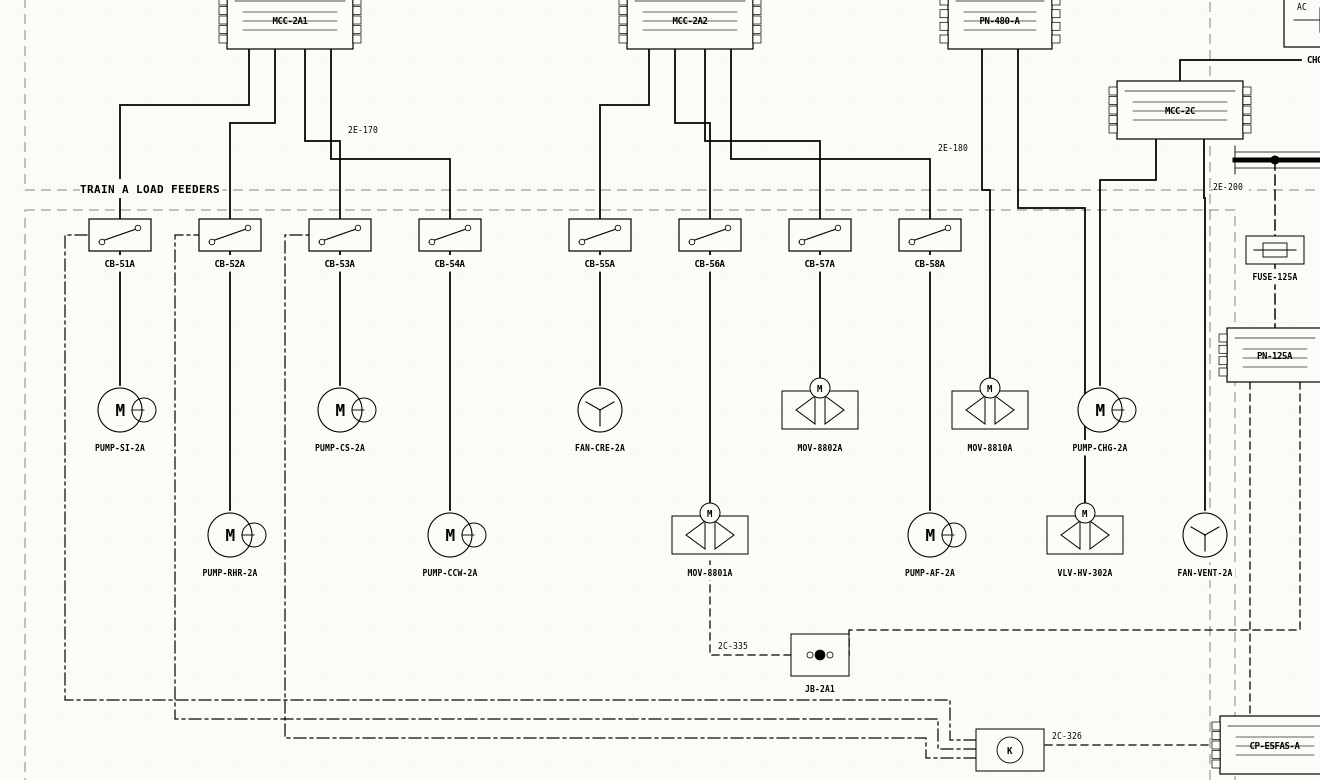 MCC-2A1
MCC-2A2
PN-480-A
AC
MCC-2C
2E-170
2E-180
2E-200
TRAIN A LOAD FEEDERS
CB-51A
CB-52A
CB-53A
CB-54A
CB-55A
CB-56A
CB-57A
CB-58A
FUSE-125A
PN-125A
M
M
M
M
M
PUMP-SI-2A
PUMP-CS-2A
FAN-CRE-2A
MOV-8802A
MOV-8810A
PUMP-CHG-2A
M
M
M
M
M
PUMP-RHR-2A
PUMP-CCW-2A
MOV-8801A
PUMP-AF-2A
VLV-HV-302A
FAN-VENT-2A
2C-335
JB-2A1
K
2C-326
CP-ESFAS-A